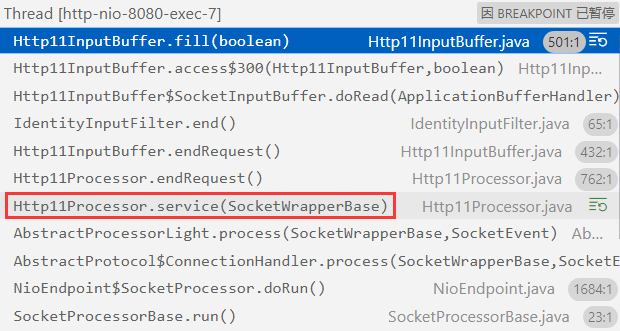 Thread [http-nio-8080-exec-7] 因 BREAKPOINT 已暂停
Http11InputBuffer.fill(boolean) Http11InputBuffer.java 501:1
Http11InputBuffer.access$300(Http11InputBuffer,boolean) Http11Inp...
Http11InputBuffer$SocketInputBuffer.doRead(ApplicationBufferHandler)
IdentityInputFilter.end() IdentityInputFilter.java 65:1
Http11InputBuffer.endRequest() Http11InputBuffer.java 432:1
Http11Processor.endRequest() Http11Processor.java 762:1
Http11Processor.service(SocketWrapperBase) Http11Processor.java
AbstractProcessorLight.process(SocketWrapperBase,SocketEvent) Ab...
AbstractProtocol$ConnectionHandler.process(SocketWrapperBase,SocketE
NioEndpoint$SocketProcessor.doRun() NioEndpoint.java 1684:1
SocketProcessorBase.run() SocketProcessorBase.java 23:1